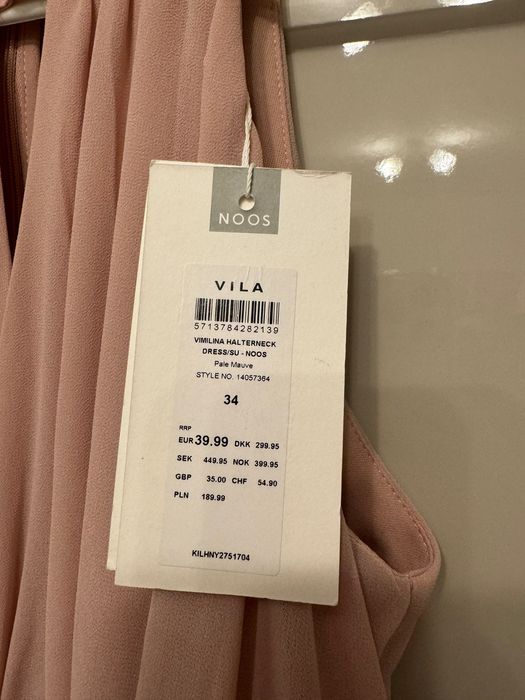 NOOS
VILA
5713784282139
VIMILINA HALTERNECK
DRESS/SU - NOOS
Pale Mauve
STYLE NO. 14057364
34
RRP
EUR 39.99 DKK 299.95
SEK 449.95 NOK 399.95
GBP 35.00 CHF 54.90
PLN 189.99
KILHNY2751704